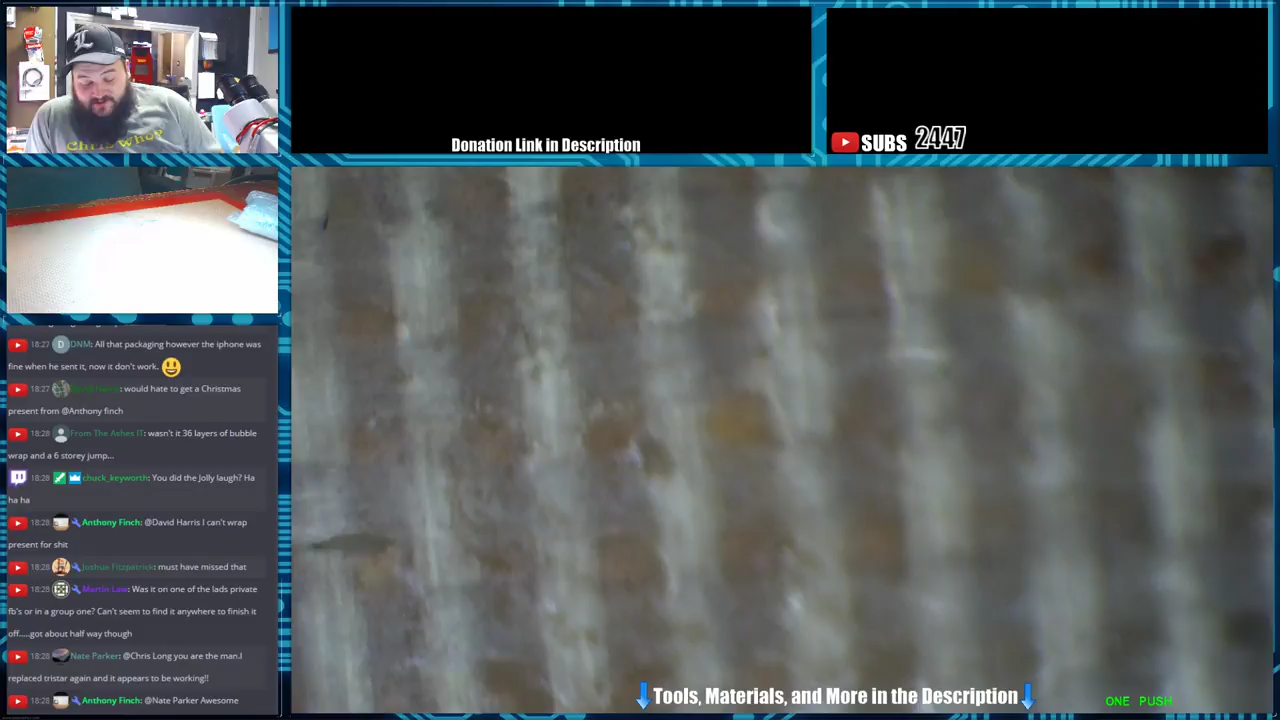 Chris Whop
Donation Link in Description
SUBS 2447
18:27 DNM: All that packaging however the iphone was
fine when he sent it, now it don't work.
18:27 would hate to get a Christmas
present from @Anthony finch
18:28 From The Ashes IT: wasn't it 36 layers of bubble
wrap and a 6 storey jump...
18:28 chuck_keyworth: You did the Jolly laugh? Ha
ha ha
18:28 Anthony Finch: @David Harris I can't wrap
present for shit
18:28 Joshua Fitzpatrick: must have missed that
18:28 Martin Law: Was it on one of the lads private
fb's or in a group one? Can't seem to find it anywhere to finish it
off.....got about half way though
18:28 Nate Parker: @Chris Long you are the man.I
replaced tristar again and it appears to be working!!
18:28 Anthony Finch: @Nate Parker Awesome
Tools, Materials, and More in the Description
ONE PUSH